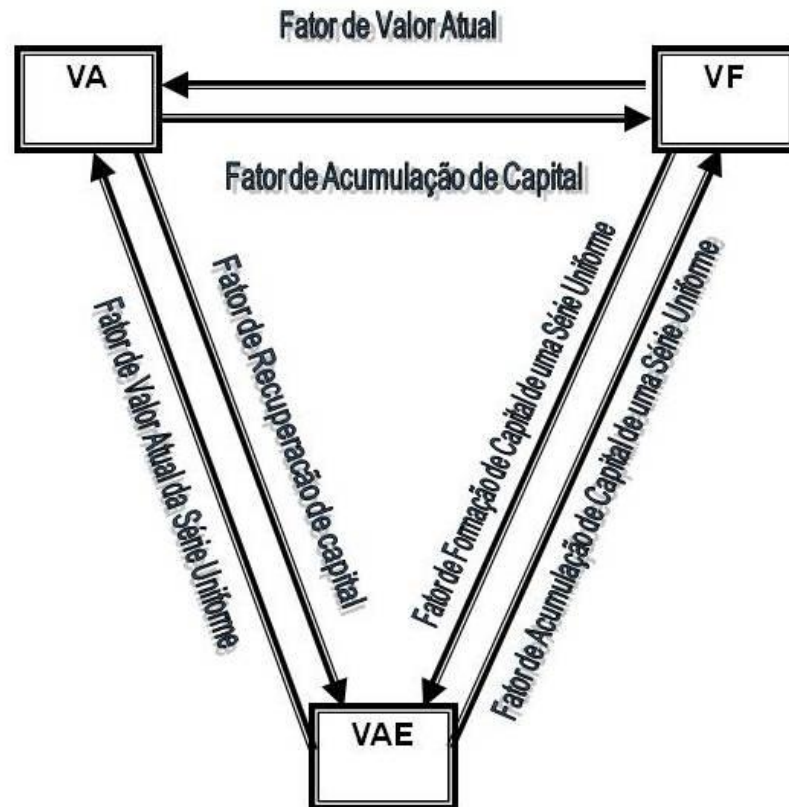 Fator de Valor Atual
VA
VF
Fator de Acumulação de Capital
Fator de Valor Atual da Série Uniforme
Fator de Recuperacão de capital
Fator de Formação de Capital de uma Série Uniforme
Fator de Acumulação de Capital de uma Série Uniforme
VAE